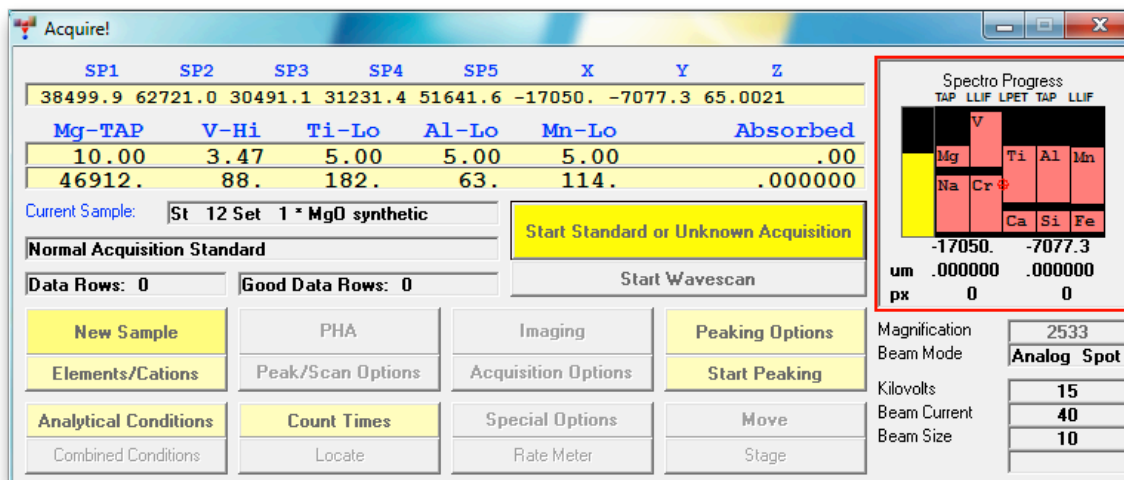 Acquire!
SP1 SP2 SP3 SP4 SP5 X Y Z
38499.9 62721.0 30491.1 31231.4 51641.6 -17050. -7077.3 65.0021
Mg-TAP V-Hi Ti-Lo Al-Lo Mn-Lo Absorbed
10.00 3.47 5.00 5.00 5.00 .00
46912. 88. 182. 63. 114. .000000
Current Sample: St 12 Set 1 * MgO synthetic
Normal Acquisition Standard
Data Rows: 0 Good Data Rows: 0
Start Standard or Unknown Acquisition
Start Wavescan
New Sample PHA Imaging Peaking Options
Elements/Cations Peak/Scan Options Acquisition Options Start Peaking
Analytical Conditions Count Times Special Options Move
Combined Conditions Locate Rate Meter Stage
Spectro Progress
TAP LLIF LPET TAP LLIF
V
Mg Ti Al Mn
Na Cr
Ca Si Fe
-17050. -7077.3
um .000000 .000000
px 0 0
Magnification 2533
Beam Mode Analog Spot
Kilovolts 15
Beam Current 40
Beam Size 10